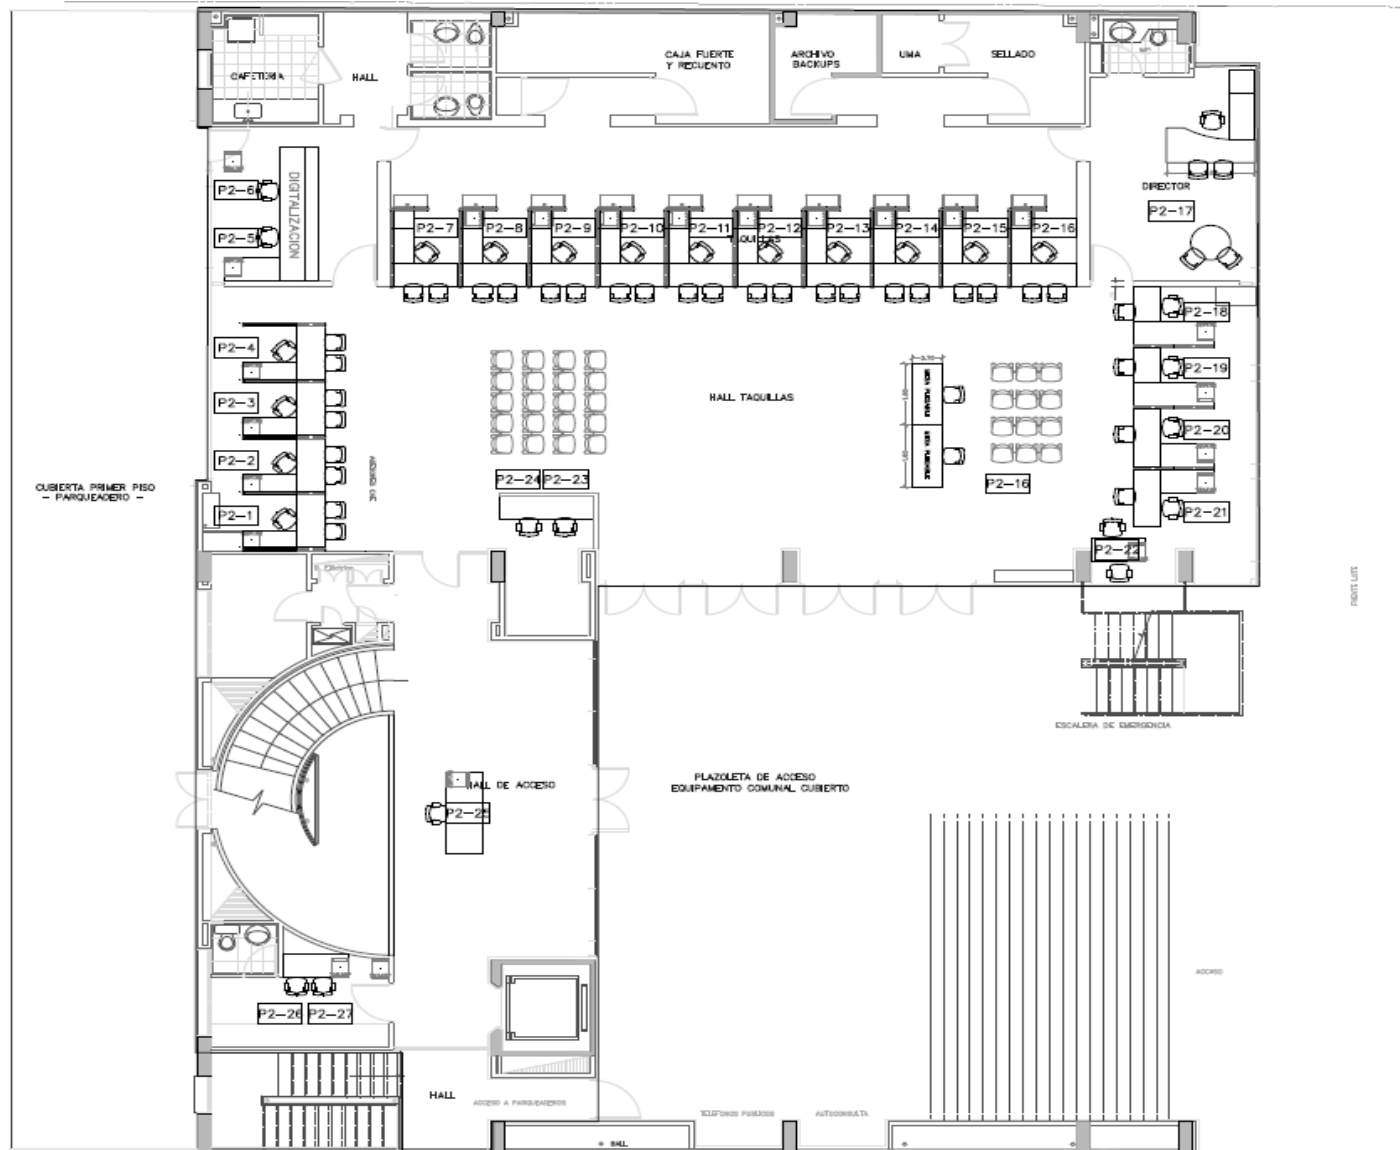 CAJA FUERTE
Y RECUENTO
ARCHIVO
BACKUPS
UMA
SELLADO
CAFETERIA
HALL
DIGITALIZACION
P2-6
P2-5
P2-7
P2-8
P2-9
P2-10
P2-11
P2-12
P2-13
P2-14
P2-15
P2-16
TAQUILLAS
DIRECTOR
P2-17
P2-4
P2-3
P2-2
P2-1
HALL TAQUILLAS
P2-18
P2-19
P2-20
P2-21
P2-22
P2-24
P2-23
P2-16
CUBIERTA PRIMER PISO
- PARQUEADERO -
ESCALERA DE EMERGENCIA
HALL DE ACCESO
P2-25
PLAZOLETA DE ACCESO
EQUIPAMENTO COMUNAL CUBIERTO
ACCESO
P2-26
P2-27
HALL
ACCESO A PARQUEADEROS
TELEFONOS PUBLICOS
AUTOCONSULTA